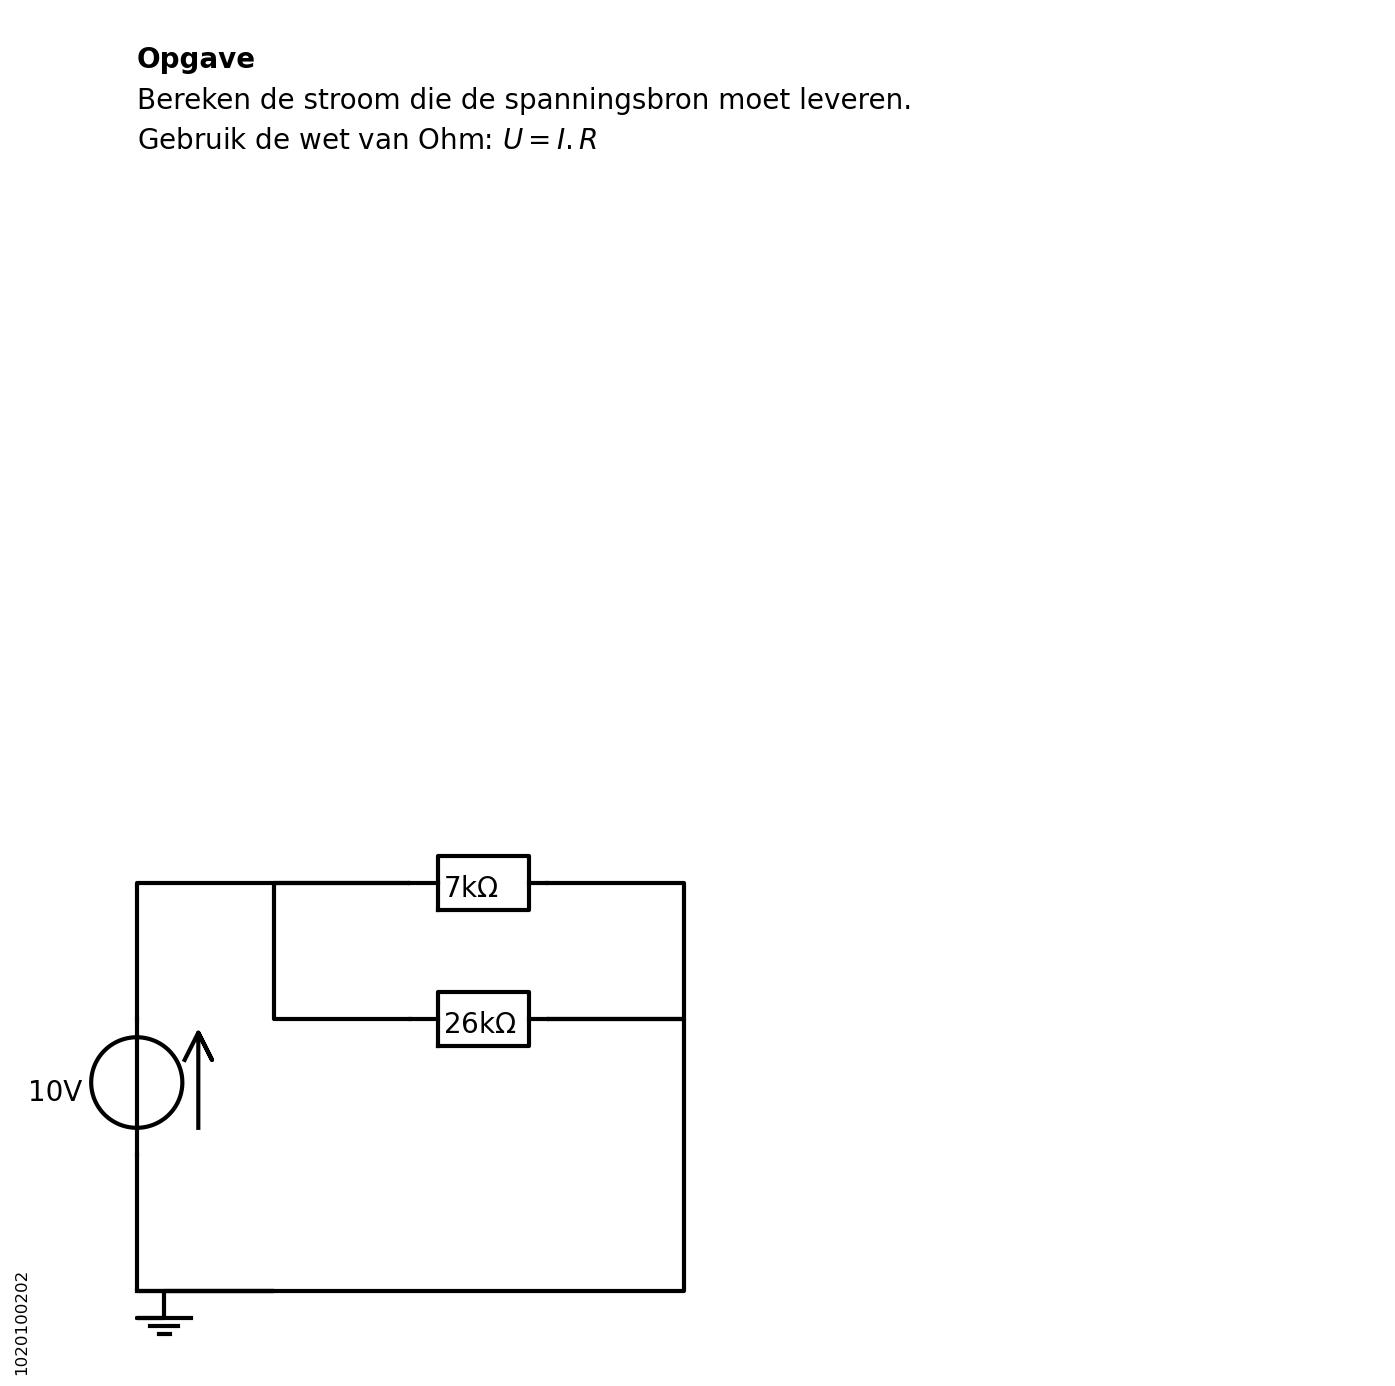 Opgave
Bereken de stroom die de spanningsbron moet leveren.
Gebruik de wet van Ohm: U = I.R
7kΩ
26kΩ
10V
1020100202